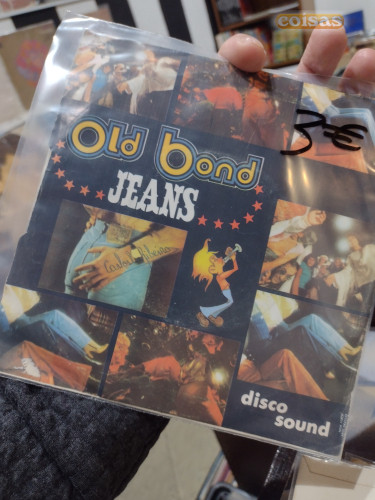 coisas
3€
Old Bond
JEANS
disco
sound